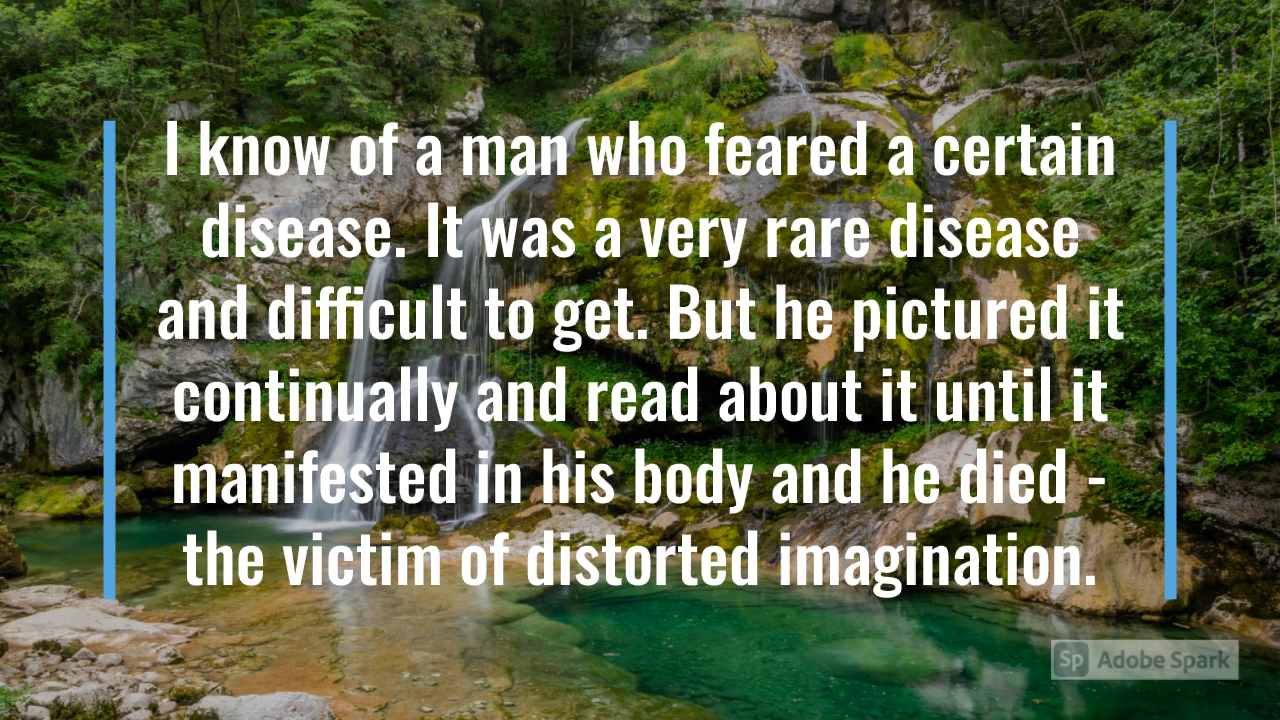 I know of a man who feared a certain
disease. It was a very rare disease
and difficult to get. But he pictured it
continually and read about it until it
manifested in his body and he died -
the victim of distorted imagination.
Sp Adobe Spark